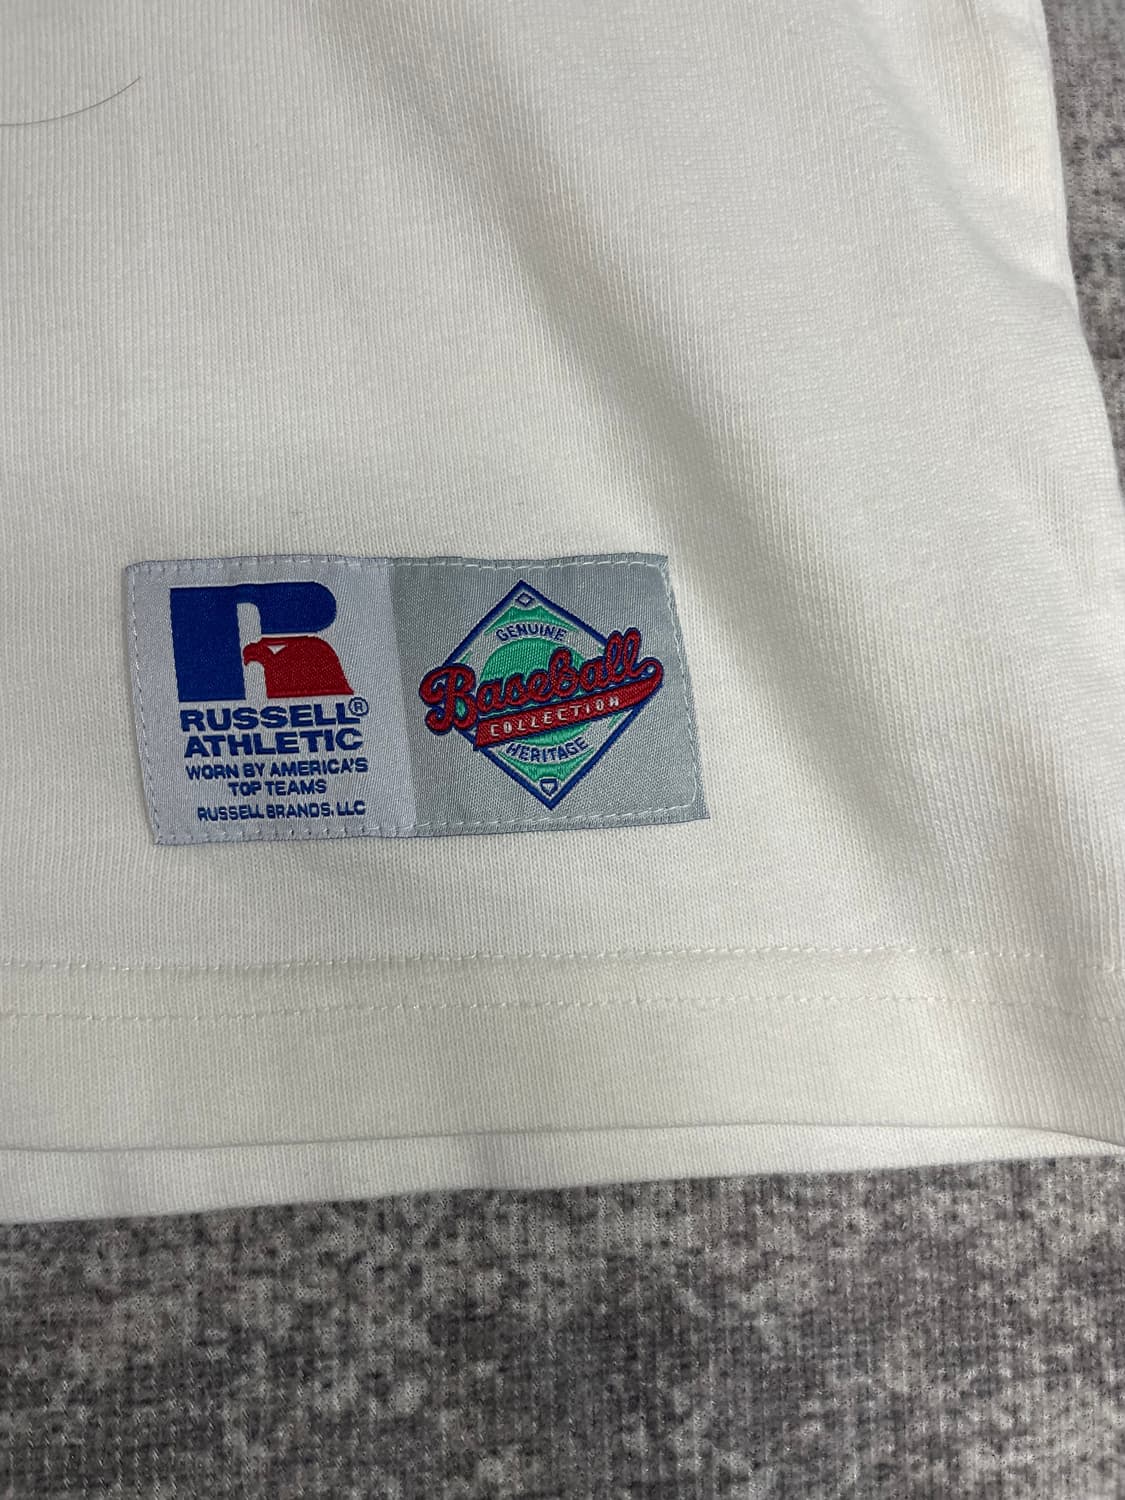 RUSSELL®
ATHLETIC
WORN BY AMERICA'S
TOP TEAMS
RUSSELL BRANDS, LLC
GENUINE
Baseball
COLLECTION
HERITAGE